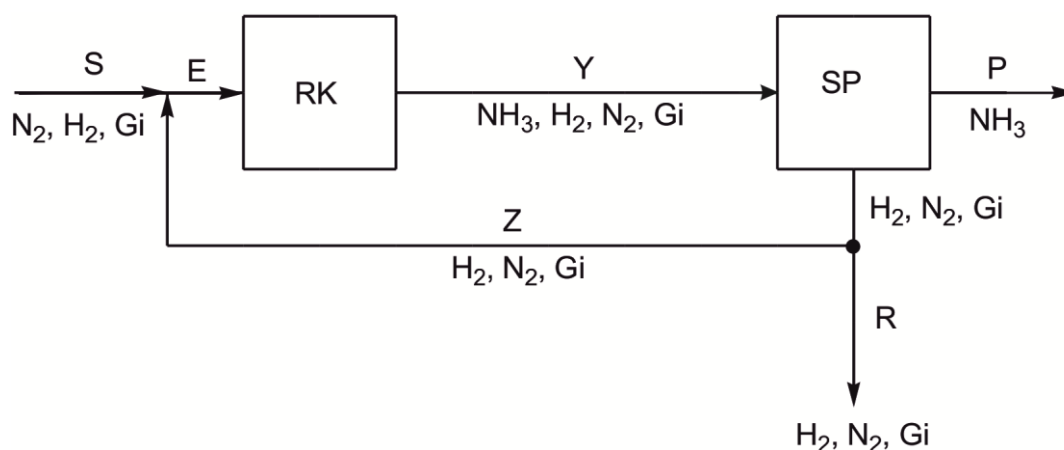 S
E
RK
Y
SP
P
N₂, H₂, Gi
NH₃, H₂, N₂, Gi
NH₃
H₂, N₂, Gi
Z
H₂, N₂, Gi
R
H₂, N₂, Gi